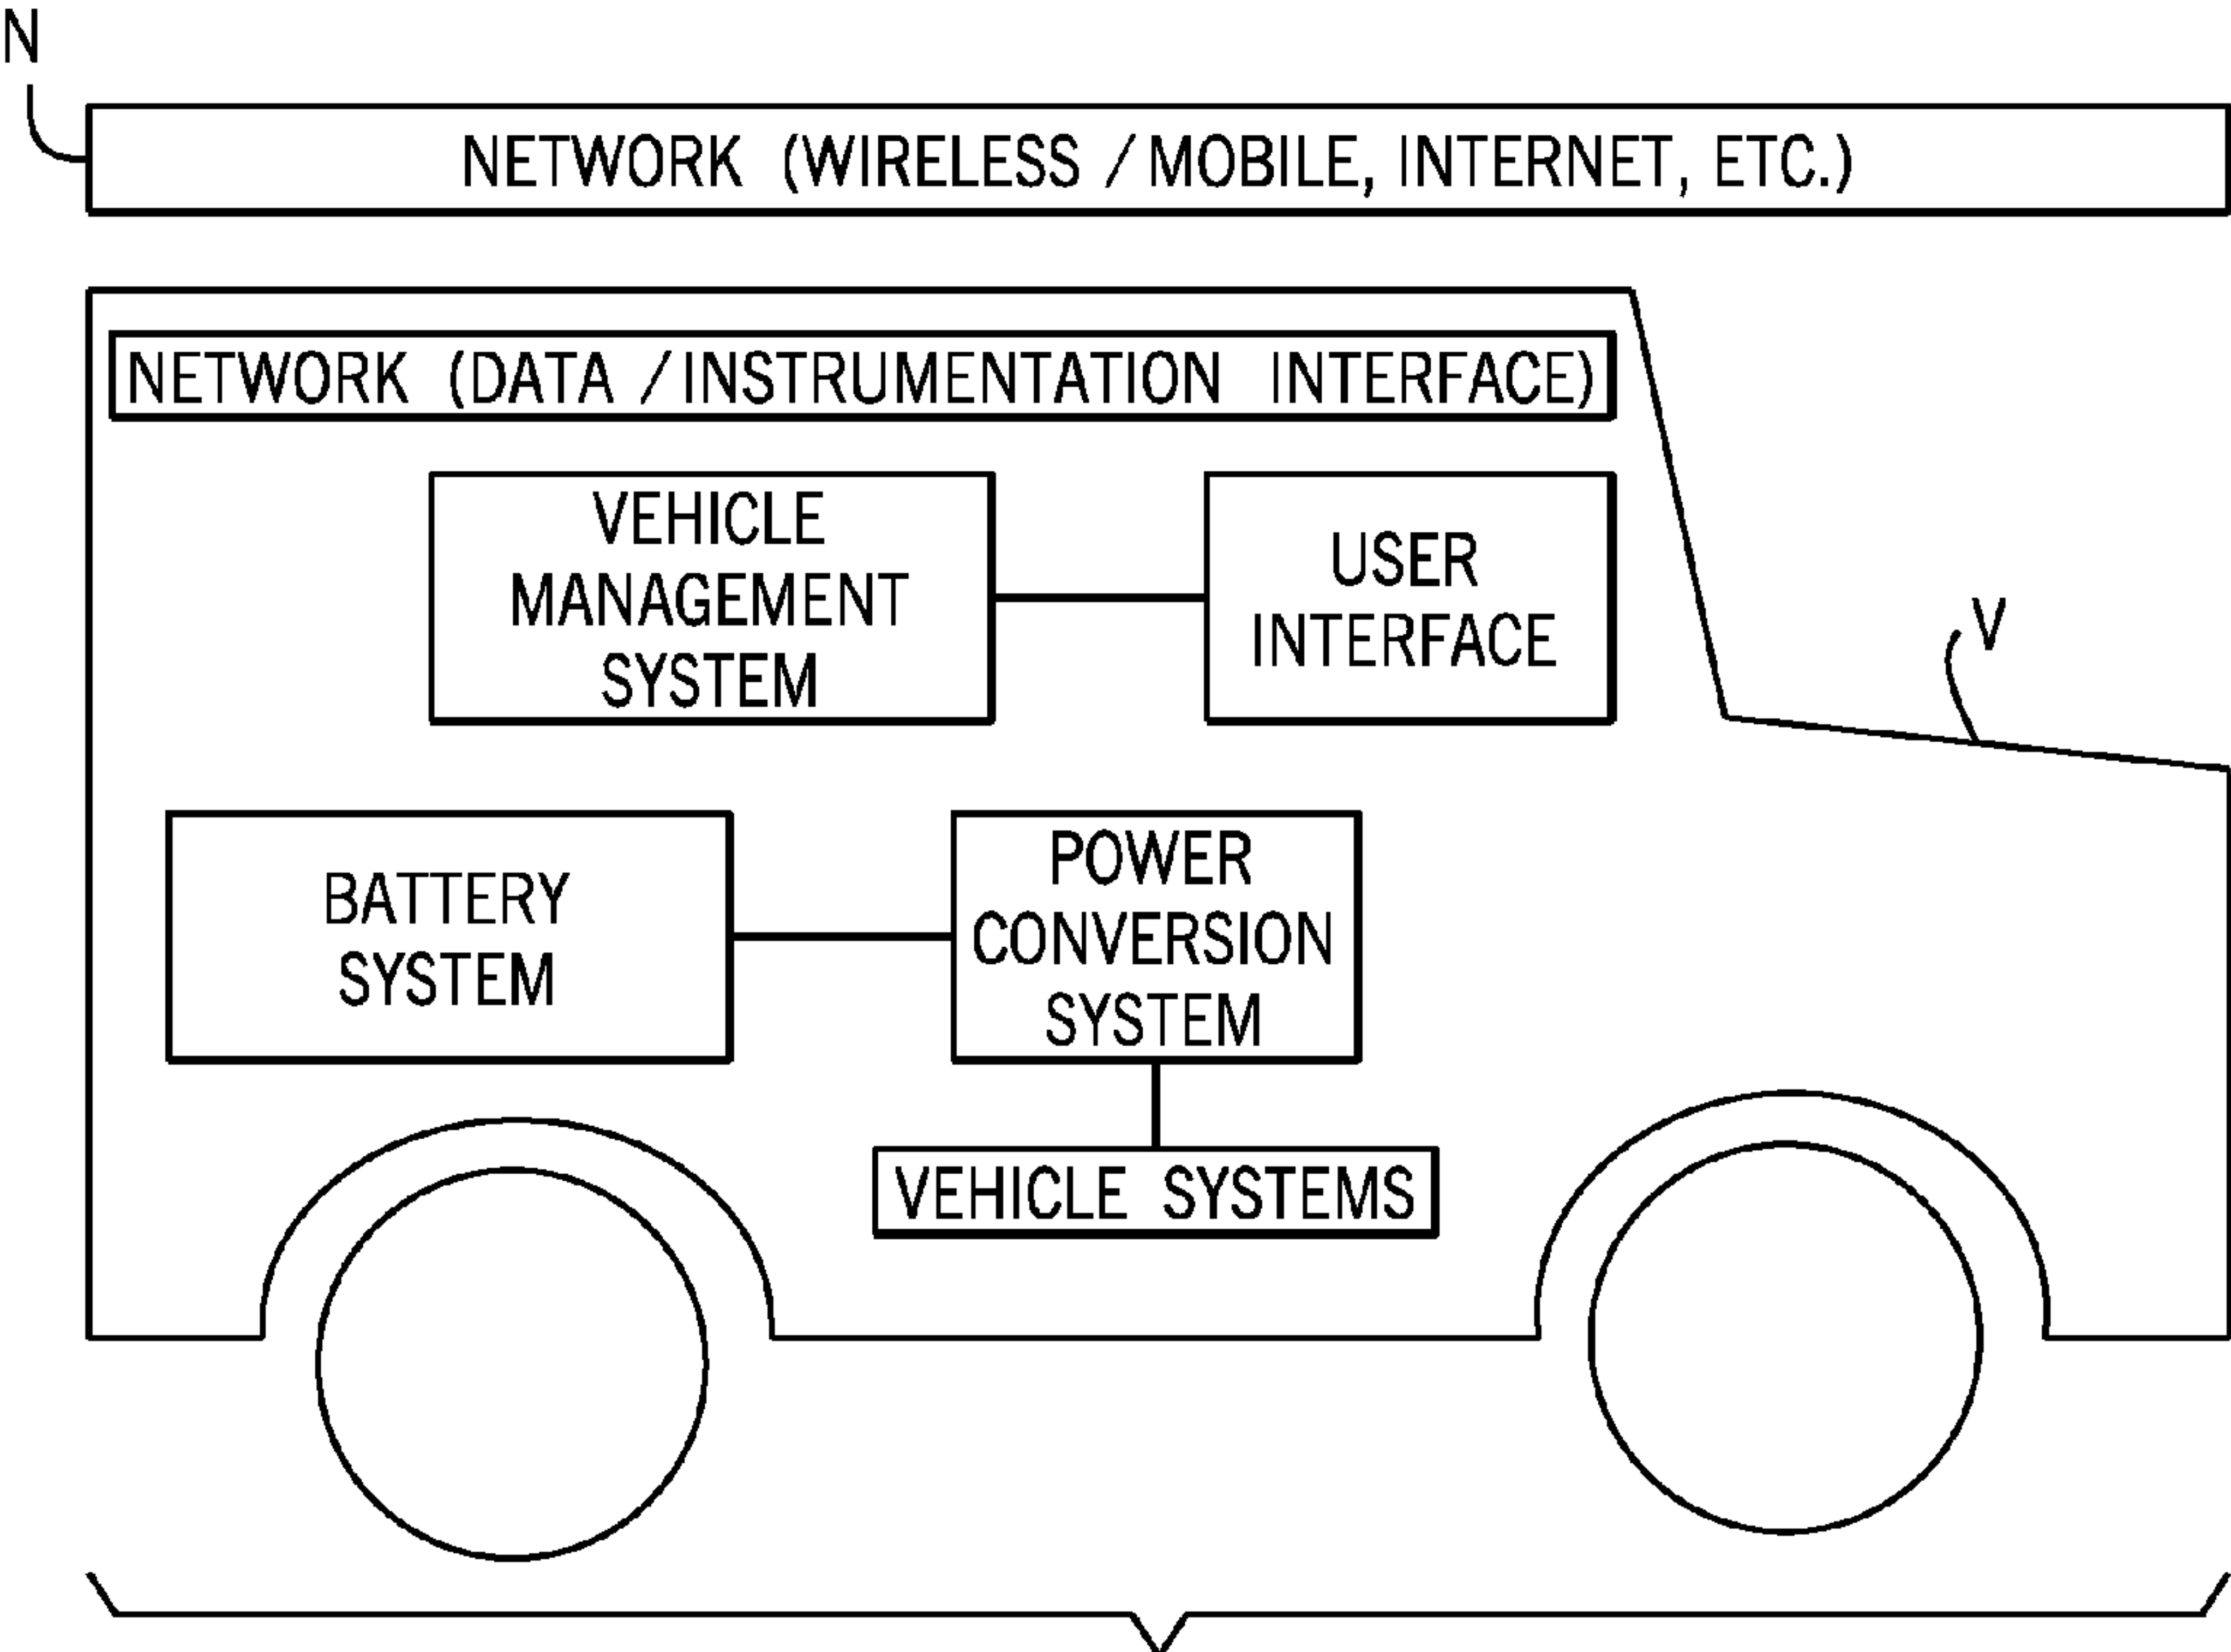 N
NETWORK (WIRELESS / MOBILE, INTERNET, ETC.)
NETWORK (DATA / INSTRUMENTATION INTERFACE)
VEHICLE
MANAGEMENT
SYSTEM
USER
INTERFACE
V
BATTERY
SYSTEM
POWER
CONVERSION
SYSTEM
VEHICLE SYSTEMS